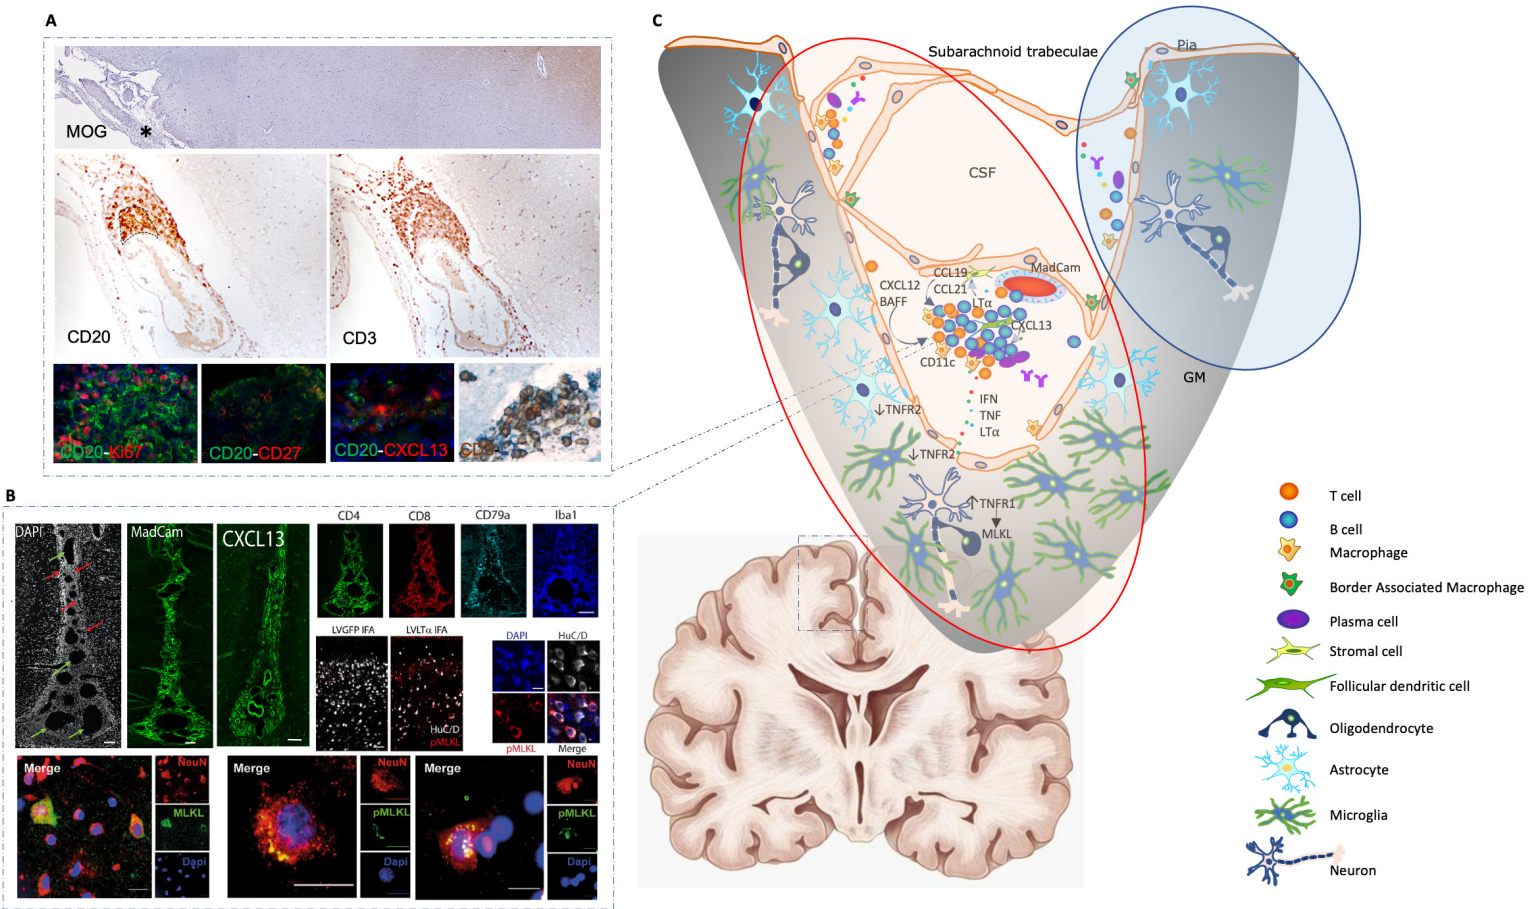 A
MOG
*
CD20
CD3
CD20-Ki67
CD20-CD27
CD20-CXCL13
B
DAPI
MadCam
CXCL13
CD4
CD8
CD79a
Iba1
LVGFP IFA
LVLTα IFA
HuC/D
pMLKL
DAPI
HuC/D
pMLKL
Merge
Merge
NeuN
MLKL
Dapi
Merge
NeuN
pMLKL
Dapi
Merge
NeuN
pMLKL
Dapi
C
Subarachnoid trabeculae
Pia
CSF
CCL19
CCL21
MadCam
CXCL12
BAFF
LTα
CXCL13
CD11c
IFN
TNF
LTα
GM
↓TNFR2
↓TNFR2
↑TNFR1
MLKL
T cell
B cell
Macrophage
Border Associated Macrophage
Plasma cell
Stromal cell
Follicular dendritic cell
Oligodendrocyte
Astrocyte
Microglia
Neuron